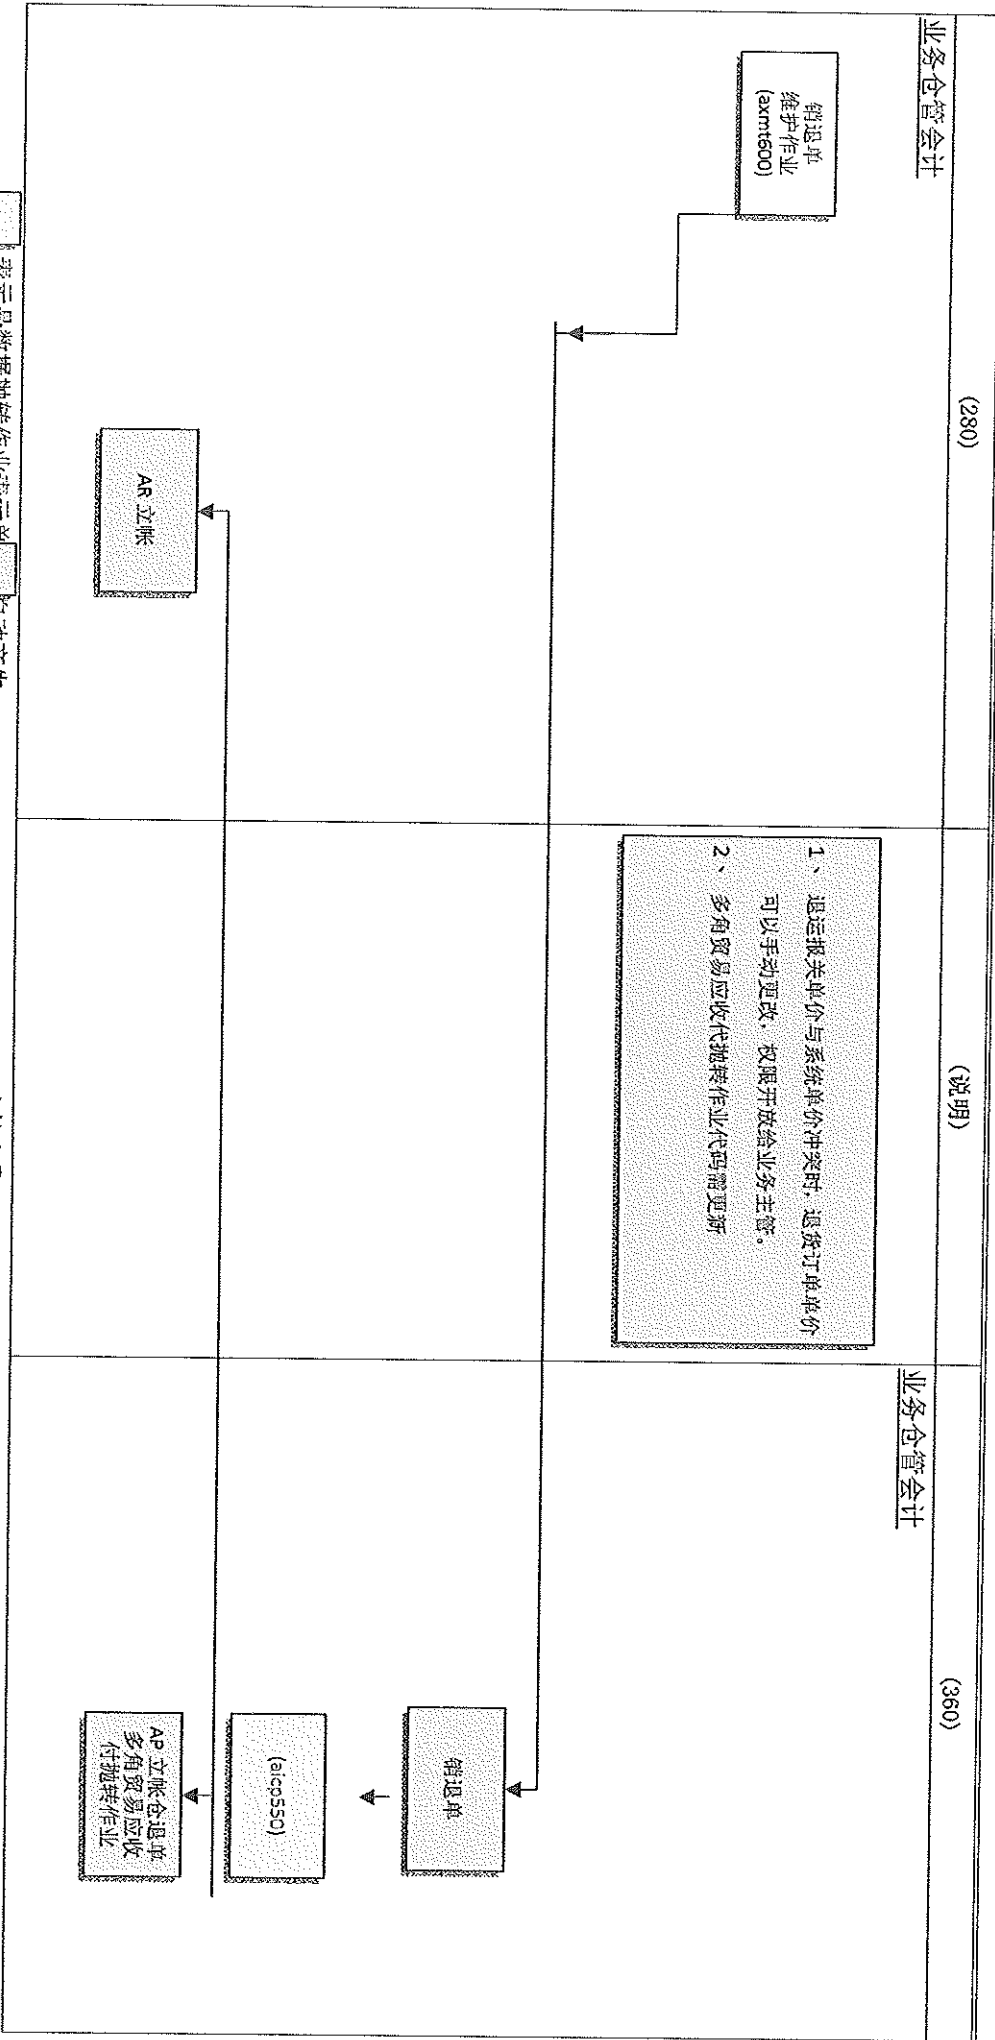 (280)
(说明)
(360)
业务仓管会计
业务仓管会计
销退单
维护作业
(axmt600)
1、 退运报关单价与系统单价冲突时，退货订单单价
可以手动更改，权限开放给业务主管。
2、 多角贸易应收代抛转作业代码需更新
销退单
(aicp550)
AR 立帐
AP 立帐仓退单
多角贸易应收
付抛转作业